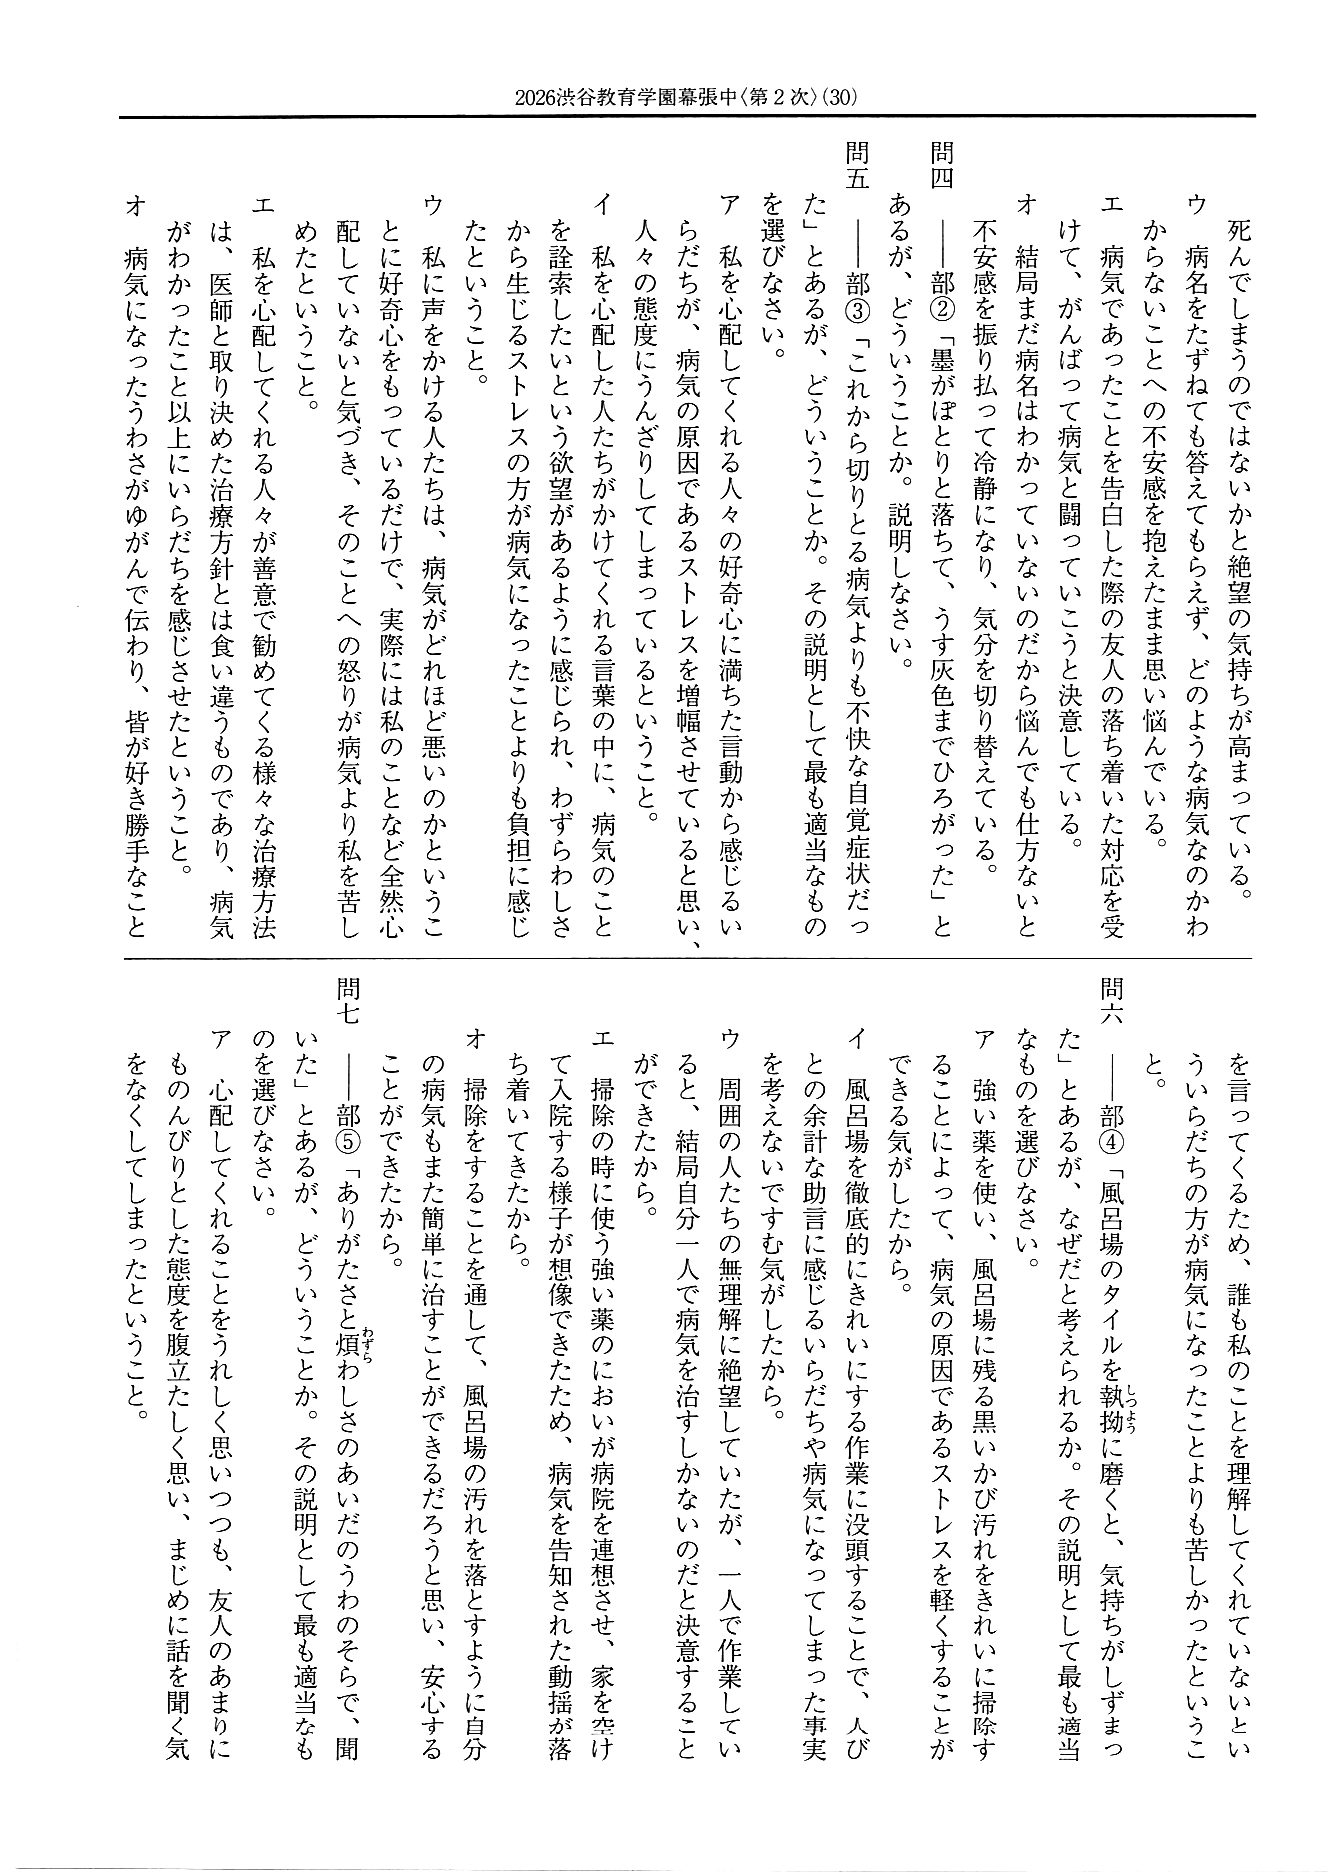 2026渋谷教育学園幕張中〈第2次〉(30)
死んでしまうのではないかと絶望の気持ちが高まっている。
ウ　病名をたずねても答えてもらえず、どのような病気なのかわ
からないことへの不安感を抱えたまま思い悩んでいる。
エ　病気であったことを告白した際の友人の落ち着いた対応を受
けて、がんばって病気と闘っていこうと決意している。
オ　結局まだ病名はわかっていないのだから悩んでも仕方ないと
不安感を振り払って冷静になり、気分を切り替えている。
問四　――部②「墨がぽとりと落ちて、うす灰色までひろがった」と
あるが、どういうことか。説明しなさい。
問五　――部③「これから切りとる病気よりも不快な自覚症状だっ
た」とあるが、どういうことか。その説明として最も適当なもの
を選びなさい。
ア　私を心配してくれる人々の好奇心に満ちた言動から感じるい
らだちが、病気の原因であるストレスを増幅させていると思い、
人々の態度にうんざりしてしまっているということ。
イ　私を心配した人たちがかけてくれる言葉の中に、病気のこと
を詮索したいという欲望があるように感じられ、わずらわしさ
から生じるストレスの方が病気になったことよりも負担に感じ
たということ。
ウ　私に声をかける人たちは、病気がどれほど悪いのかというこ
とに好奇心をもっているだけで、実際には私のことなど全然心
配していないと気づき、そのことへの怒りが病気より私を苦し
めたということ。
エ　私を心配してくれる人々が善意で勧めてくる様々な治療方法
は、医師と取り決めた治療方針とは食い違うものであり、病気
がわかったこと以上にいらだちを感じさせたということ。
オ　病気になったうわさがゆがんで伝わり、皆が好き勝手なこと
を言ってくるため、誰も私のことを理解してくれていないとい
ういらだちの方が病気になったことよりも苦しかったというこ
と。
問六　――部④「風呂場のタイルを執拗しつように磨くと、気持ちがしずまっ
た」とあるが、なぜだと考えられるか。その説明として最も適当
なものを選びなさい。
ア　強い薬を使い、風呂場に残る黒いかび汚れをきれいに掃除す
ることによって、病気の原因であるストレスを軽くすることが
できる気がしたから。
イ　風呂場を徹底的にきれいにする作業に没頭することで、人び
との余計な助言に感じるいらだちや病気になってしまった事実
を考えないですむ気がしたから。
ウ　周囲の人たちの無理解に絶望していたが、一人で作業してい
ると、結局自分一人で病気を治すしかないのだと決意すること
ができたから。
エ　掃除の時に使う強い薬のにおいが病院を連想させ、家を空け
て入院する様子が想像できたため、病気を告知された動揺が落
ち着いてきたから。
オ　掃除をすることを通して、風呂場の汚れを落とすように自分
の病気もまた簡単に治すことができるだろうと思い、安心する
ことができたから。
問七　――部⑤「ありがたさと煩わずらわしさのあいだのうわのそらで、聞
いた」とあるが、どういうことか。その説明として最も適当なも
のを選びなさい。
ア　心配してくれることをうれしく思いつつも、友人のあまりに
ものんびりとした態度を腹立たしく思い、まじめに話を聞く気
をなくしてしまったということ。